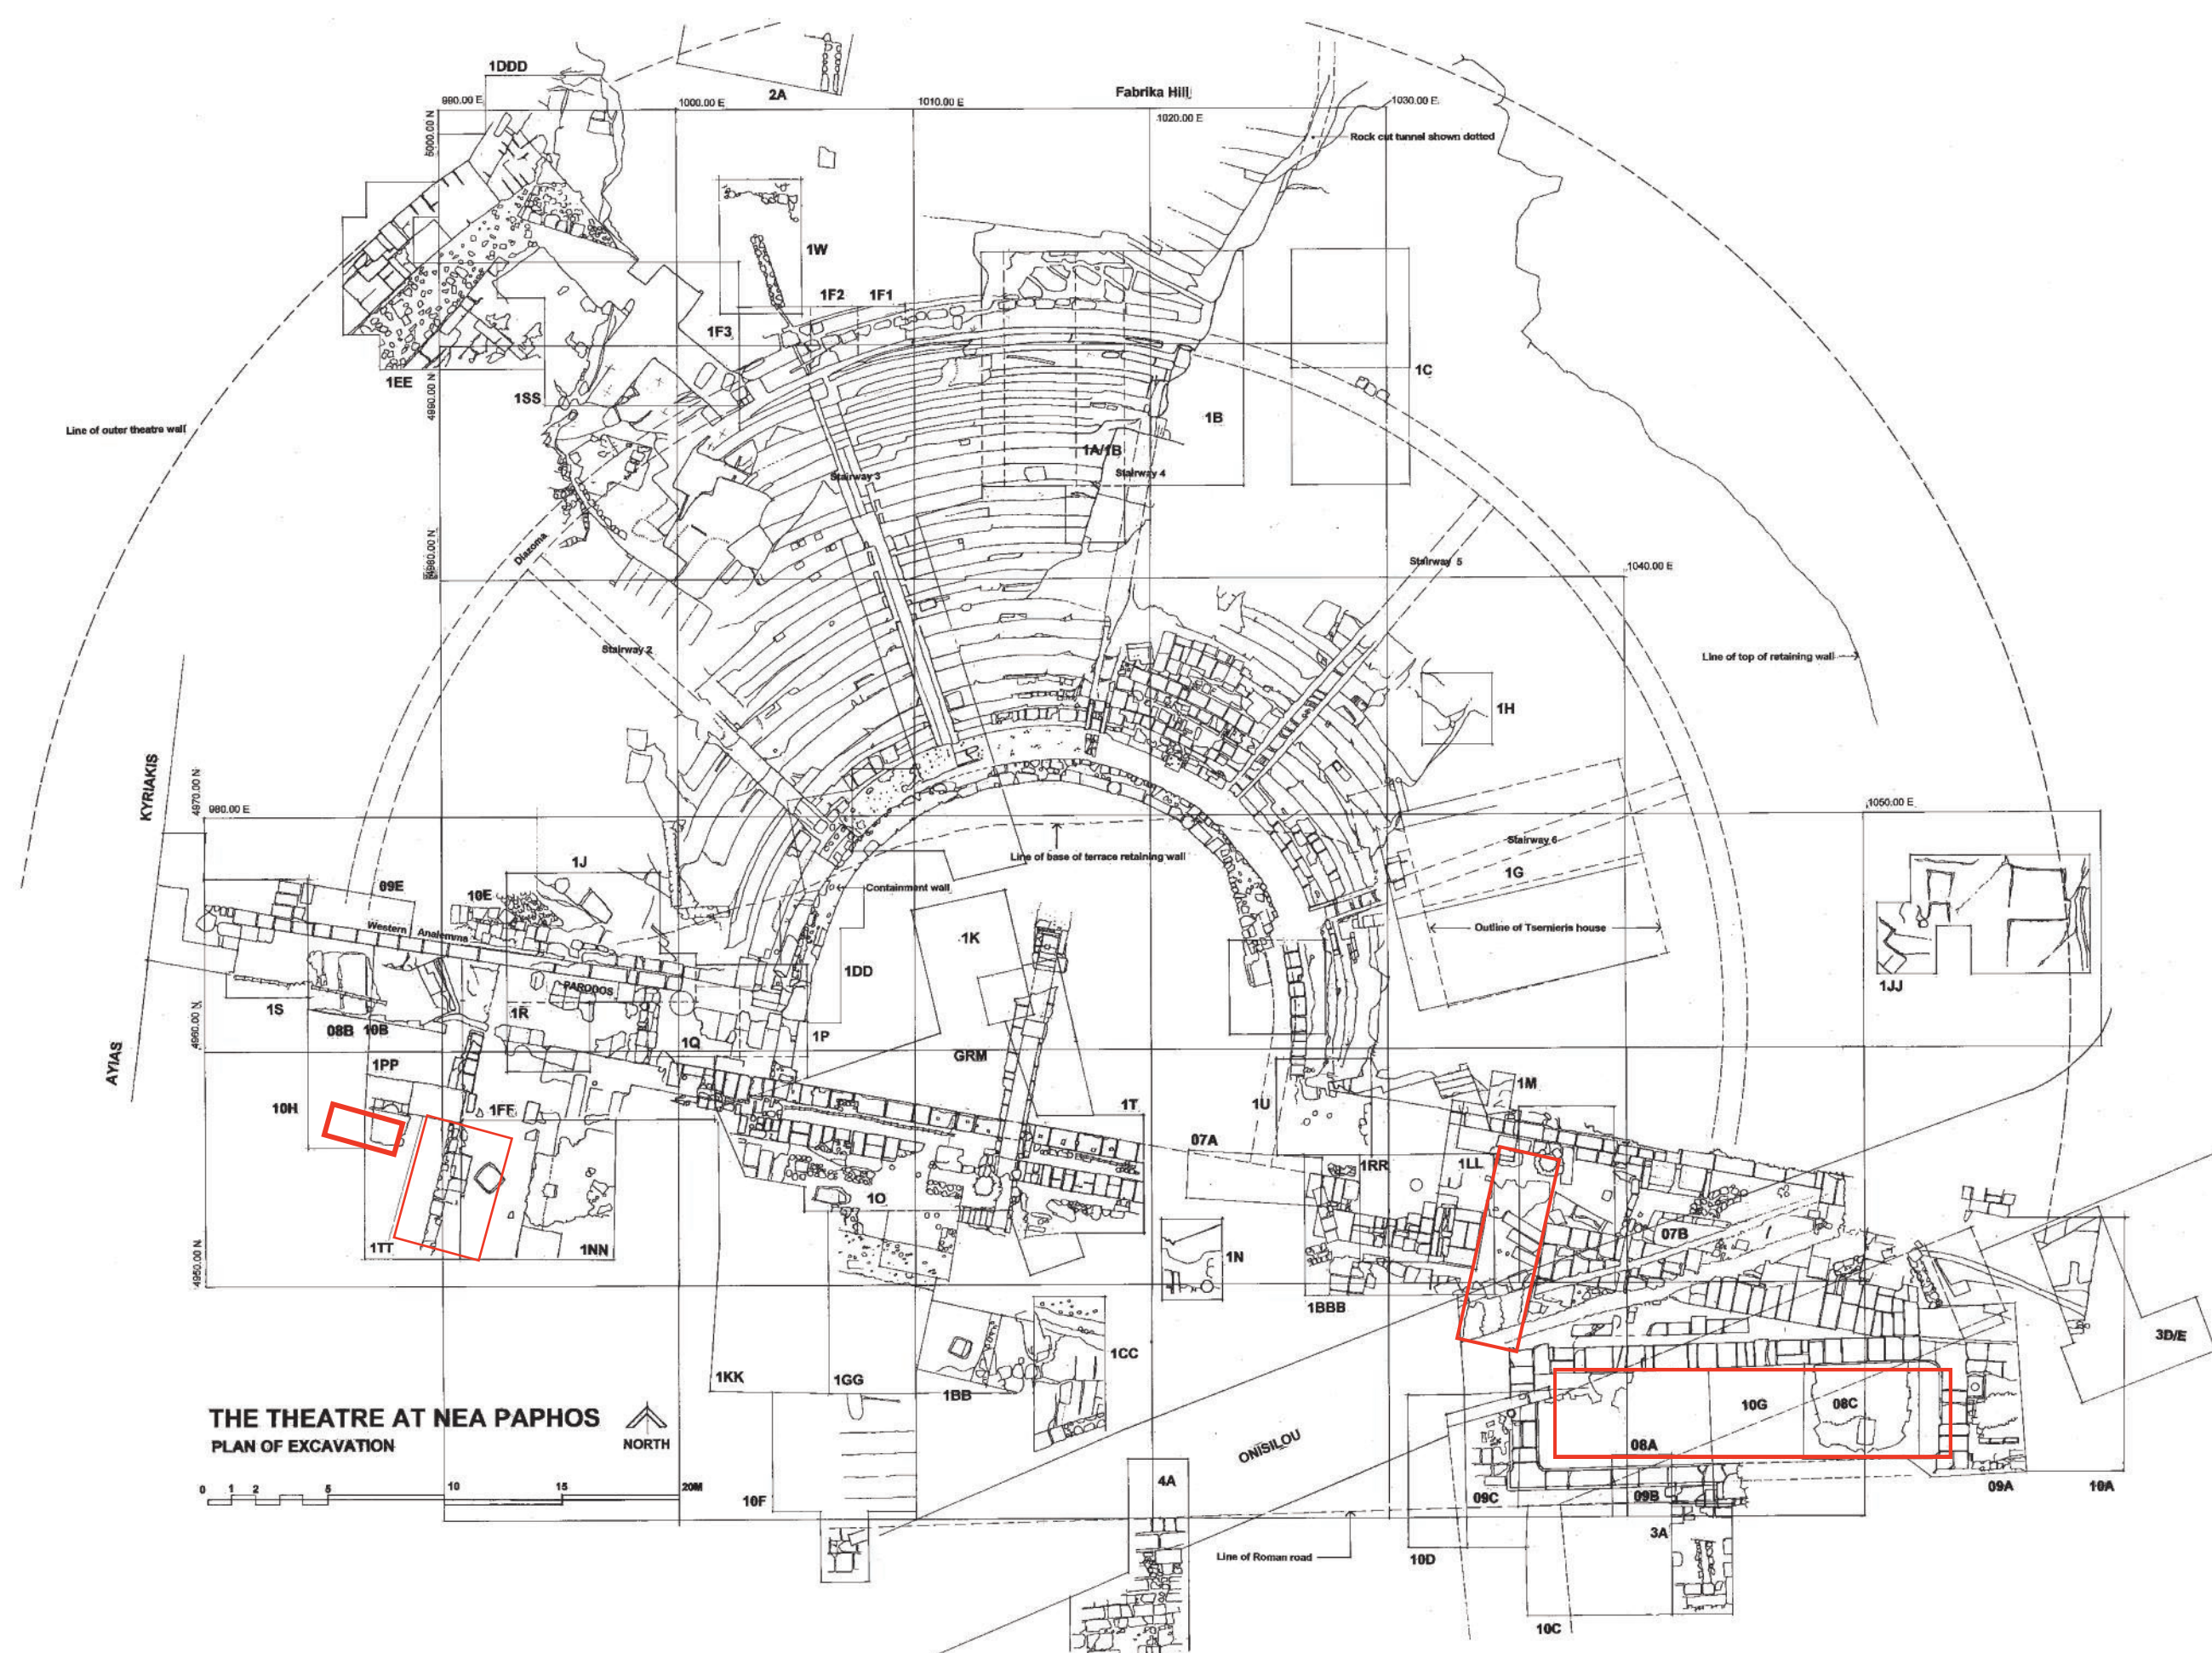 1DDD
2A
Fabrika Hill
990.00 E
1000.00 E
1010.00 E
1020.00 E
1030.00 E
5000.00 N
Rock cut tunnel shown dotted
1W
1F2
1F1
1F3
1EE
1SS
4990.00 N
1C
1B
Line of outer theatre wall
1A/1B
Stairway 3
Stairway 4
Diazoma
4980.00 N
Stairway 5
1040.00 E
Stairway 2
Line of top of retaining wall
1H
KYRIAKIS
4970.00 N
980.00 E
1050.00 E
Line of base of terrace retaining wall
Stairway 6
1J
1G
09E
10E
Containment wall
Western Analemma
1K
Outline of Tsernieris house
1DD
PARODOS
1JJ
1S
1R
08B
10B
4960.00 N
1Q
1P
GRM
AYIAS
1PP
1M
10H
1FF
1T
1U
07A
1RR
1LL
1O
07B
1TT
1NN
4950.00 N
1N
1BBB
3D/E
1CC
1KK
1GG
1BB
THE THEATRE AT NEA PAPHOS
PLAN OF EXCAVATION
NORTH
10G
08C
08A
ONISILOU
0 1 2 5 10 15 20M
10F
4A
09C
09B
09A
10A
3A
Line of Roman road
10D
10C